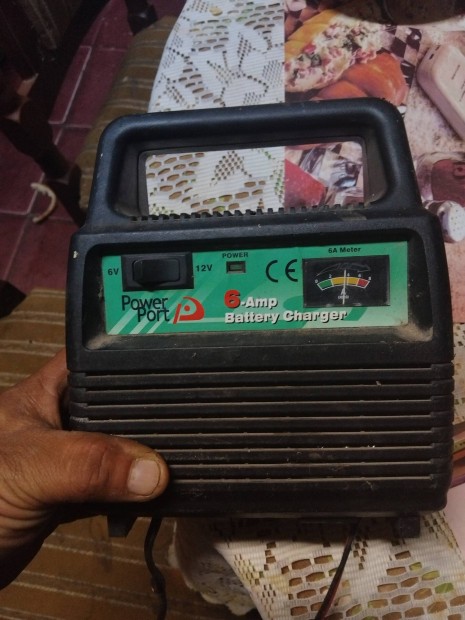 6V
12V
POWER
CE
6A Meter
Power
Port
6-Amp
Battery Charger